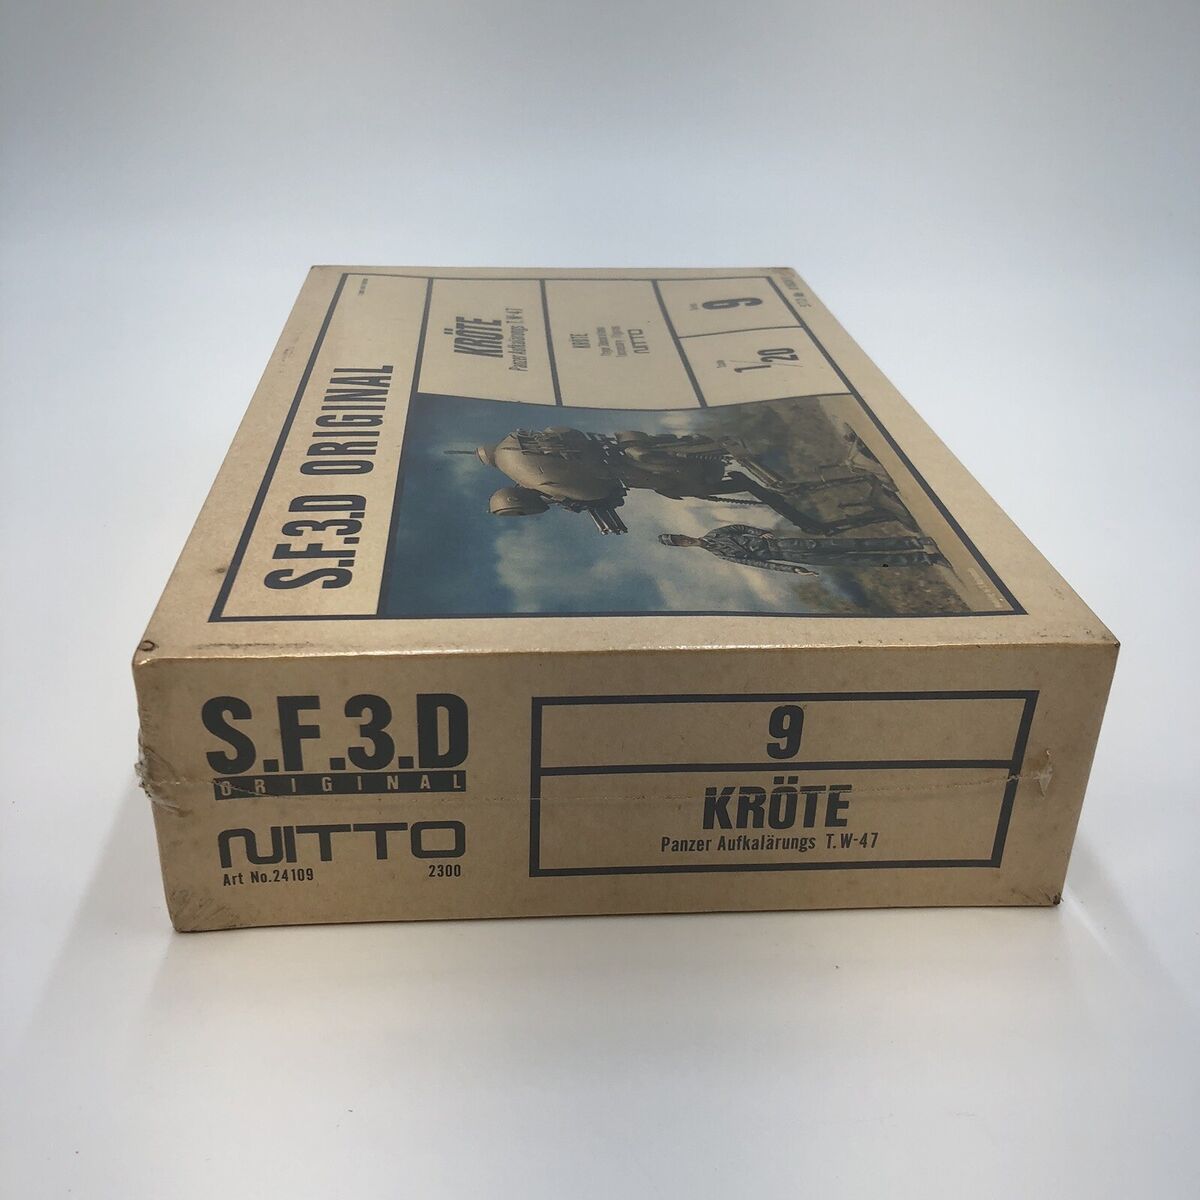 S.F.3.D ORIGINAL
KRÖTE
Panzer Aufkalärungs T.W-47
KRÖTE
NITTO
9
1/20
S.F.3.D
ORIGINAL
NITTO
Art No.24109
2300
9
KRÖTE
Panzer Aufkalärungs T.W-47